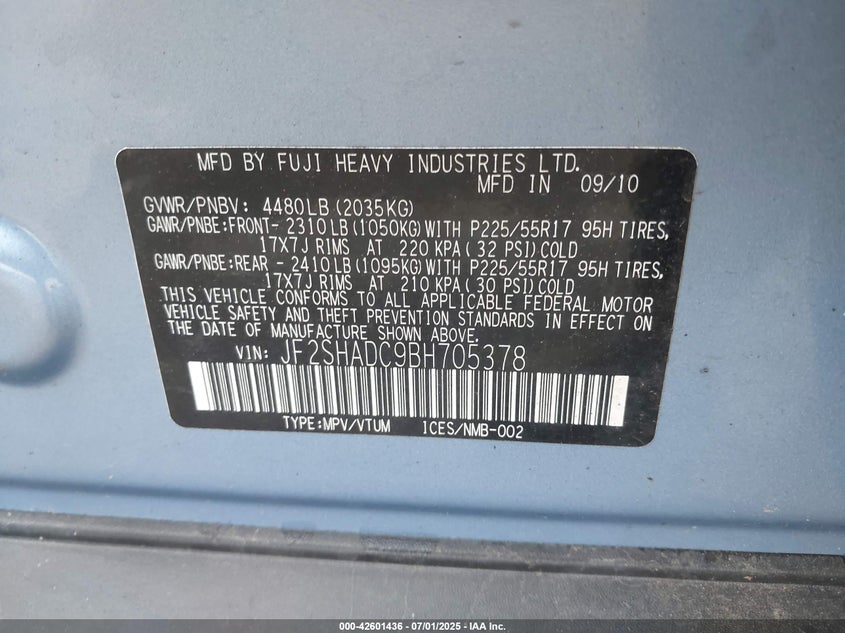 MFD BY FUJI HEAVY INDUSTRIES LTD.
MFD IN 09/10
GVWR/PNBV: 4480LB(2035KG)
GAWR/PNBE:FRONT- 2310LB(1050KG)WITH P225/55R17 95H TIRES,
17X7J RIMS AT 220 KPA( 32 PSI)COLD
GAWR/PNBE:REAR - 2410LB(1095KG)WITH P225/55R17 95H TIRES,
17X7J RIMS AT 210 KPA( 30 PSI)COLD
THIS VEHICLE CONFORMS TO ALL APPLICABLE FEDERAL MOTOR
VEHICLE SAFETY AND THEFT PREVENTION STANDARDS IN EFFECT ON
THE DATE OF MANUFACTURE SHOWN ABOVE.
VIN: JF2SHADC9BH705378
TYPE:MPV/VTUM ICES/NMB-002
000-42601436 - 07/01/2025 - IAA Inc.